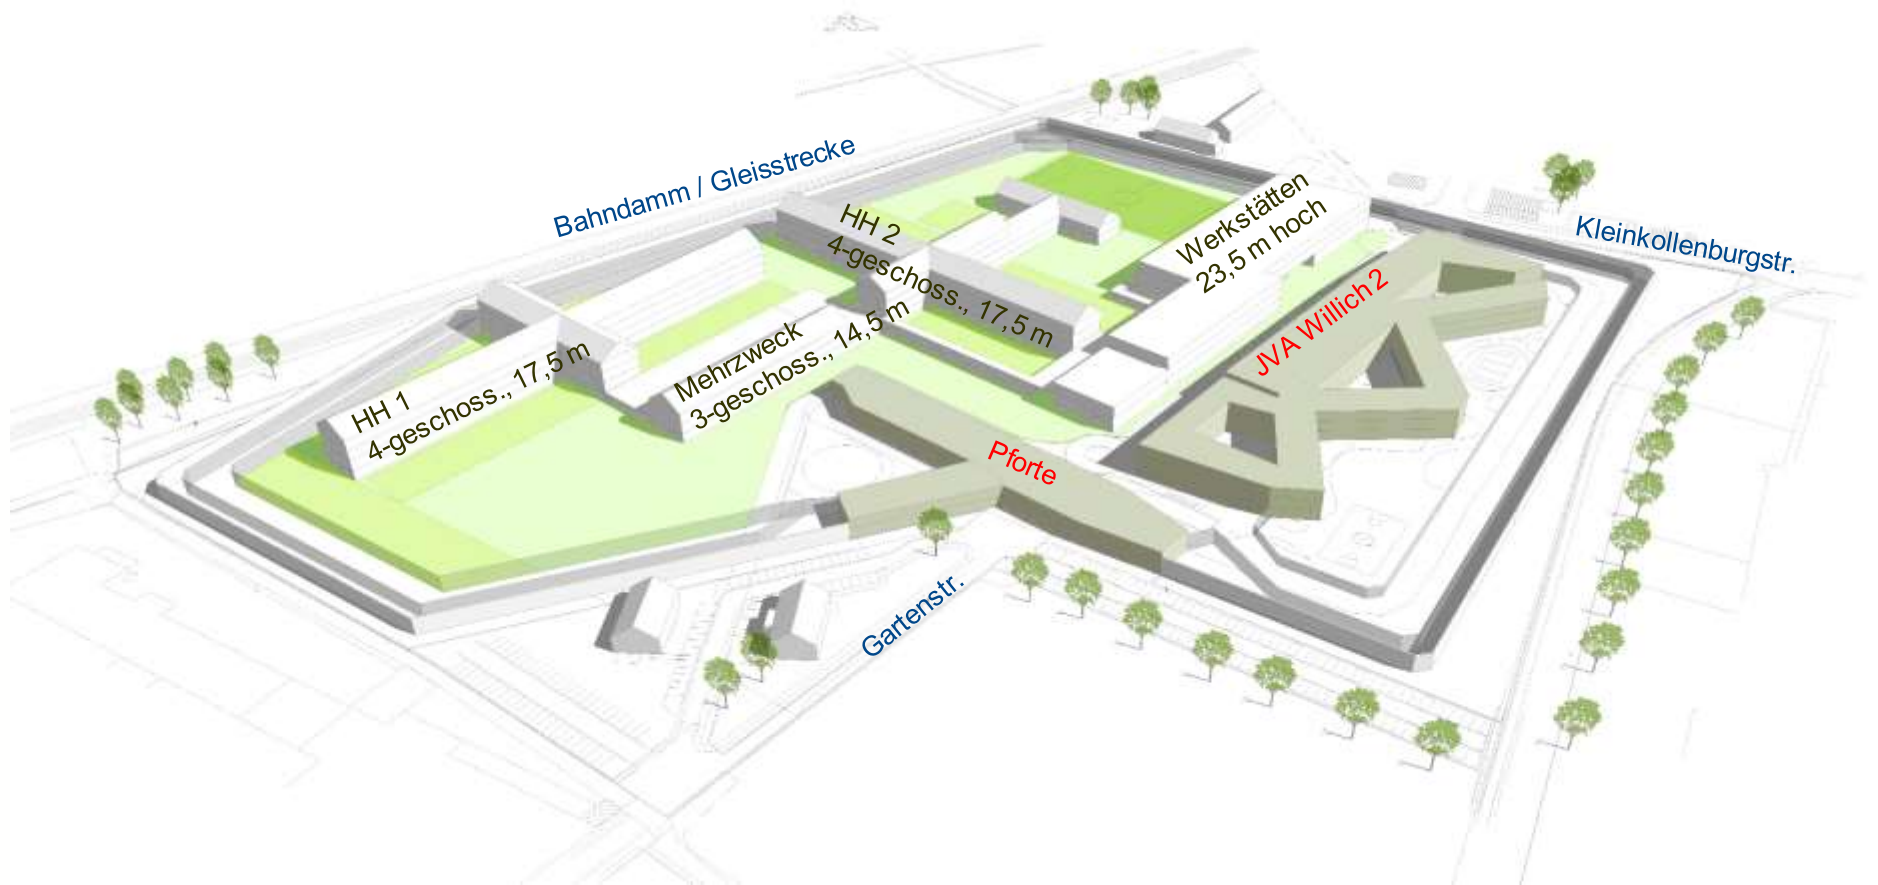 Bahndamm / Gleisstrecke
HH 2
4-geschoss., 17,5 m
Werkstätten
23,5 m hoch
Kleinkollenburgstr.
JVA Willich 2
HH 1
4-geschoss., 17,5 m
Mehrzweck
3-geschoss., 14,5 m
Pforte
Gartenstr.